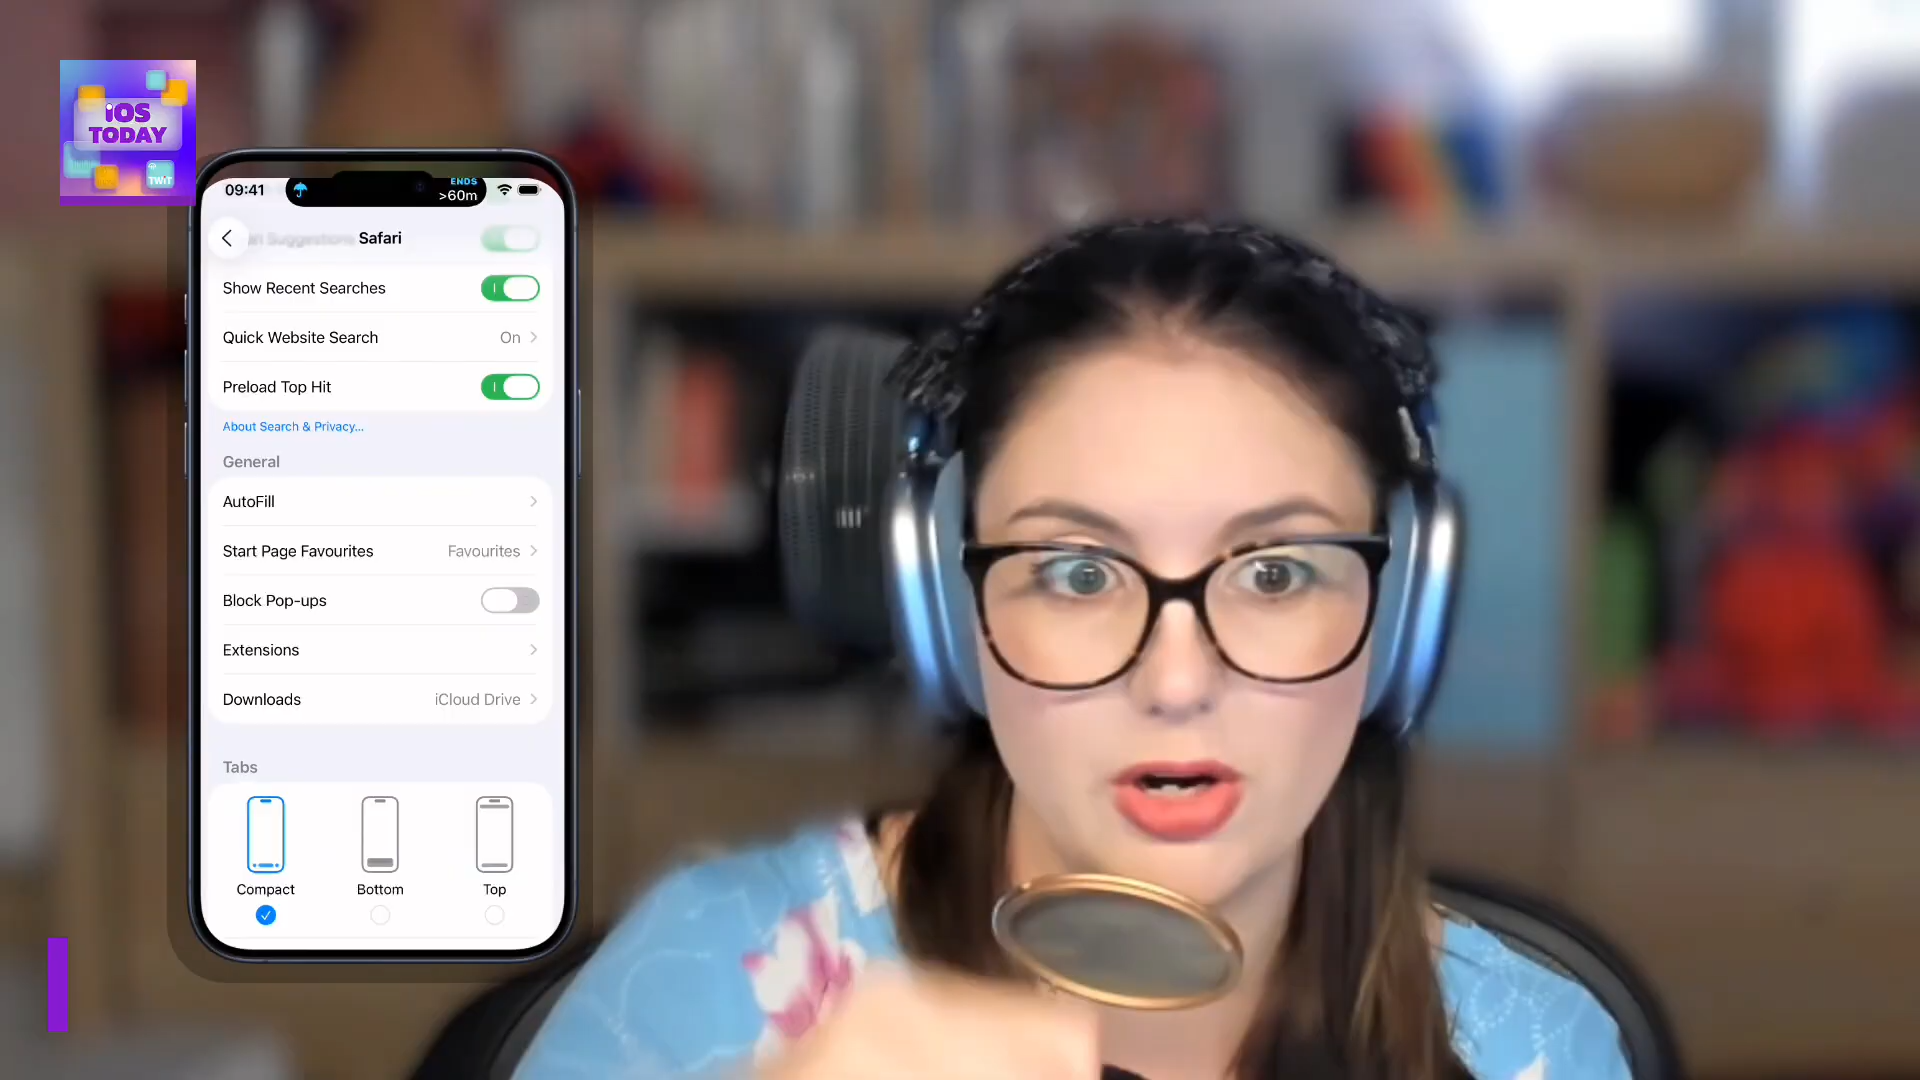 iOS
TODAY
TWiT
09:41
ENDS
>60m
Suggestions Safari
Show Recent Searches
Quick Website Search On
Preload Top Hit
About Search & Privacy...
General
AutoFill
Start Page Favourites Favourites
Block Pop-ups
Extensions
Downloads iCloud Drive
Tabs
Compact Bottom Top